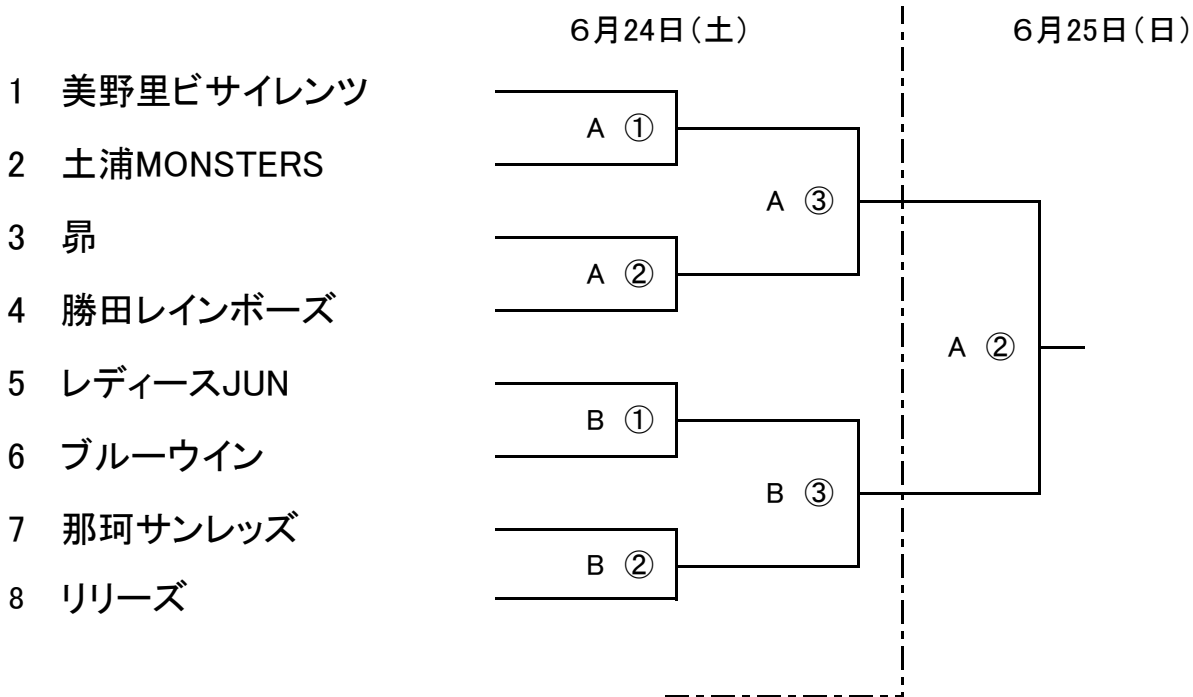 ６月24日（土）
６月25日（日）
1 美野里ビサイレンツ
A ①
2 土浦MONSTERS
A ③
3 昴
A ②
4 勝田レインボーズ
A ②
5 レディースJUN
B ①
6 ブルーウイン
B ③
7 那珂サンレッズ
B ②
8 リリーズ